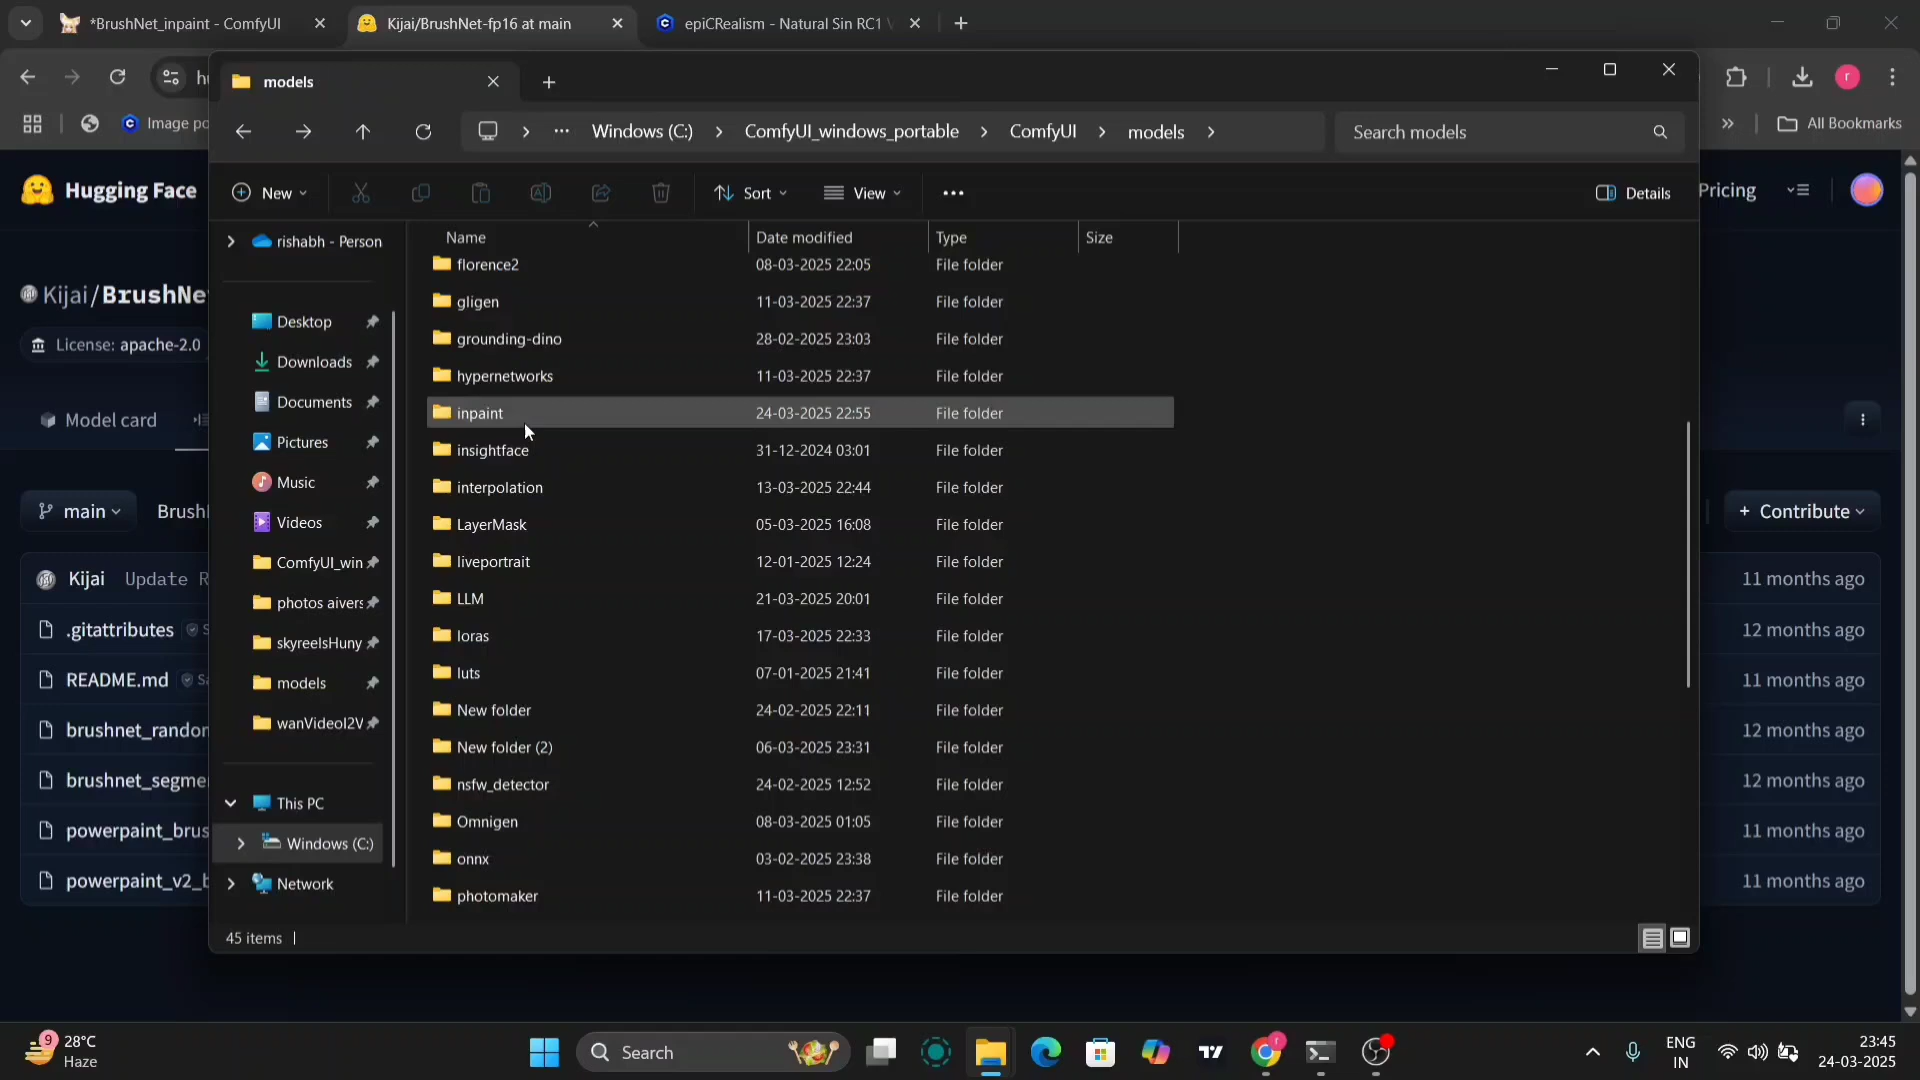 *BrushNet_inpaint - ComfyUI
Kijai/BrushNet-fp16 at main
epiCRealism - Natural Sin RC1
models
Image po
All Bookmarks
Windows (C:)
ComfyUI_windows_portable
ComfyUI
models
Search models
Hugging Face
New
Sort
View
Details
Pricing
Name
Date modified
Type
Size
rishabh - Person
florence2 08-03-2025 22:05 File folder
gligen 11-03-2025 22:37 File folder
Kijai/BrushNe
Desktop
grounding-dino 28-02-2025 23:03 File folder
License: apache-2.0
Downloads
hypernetworks 11-03-2025 22:37 File folder
Documents
inpaint 24-03-2025 22:55 File folder
Model card
Pictures
insightface 31-12-2024 03:01 File folder
Music
interpolation 13-03-2025 22:44 File folder
main
Brush
Contribute
Videos
LayerMask 05-03-2025 16:08 File folder
ComfyUI_win
liveportrait 12-01-2025 12:24 File folder
Kijai Update R
11 months ago
photos aivers
LLM 21-03-2025 20:01 File folder
.gitattributes
12 months ago
skyreelsHuny
loras 17-03-2025 22:33 File folder
README.md
11 months ago
models
luts 07-01-2025 21:41 File folder
brushnet_randor
12 months ago
wanVideoI2V
New folder 24-02-2025 22:11 File folder
New folder (2) 06-03-2025 23:31 File folder
brushnet_segme
12 months ago
nsfw_detector 24-02-2025 12:52 File folder
This PC
Omnigen 08-03-2025 01:05 File folder
powerpaint_brus
11 months ago
Windows (C:)
onnx 03-02-2025 23:38 File folder
powerpaint_v2_b
11 months ago
Network
photomaker 11-03-2025 22:37 File folder
45 items
9
28°C
Haze
Search
ENG
IN
23:45
24-03-2025